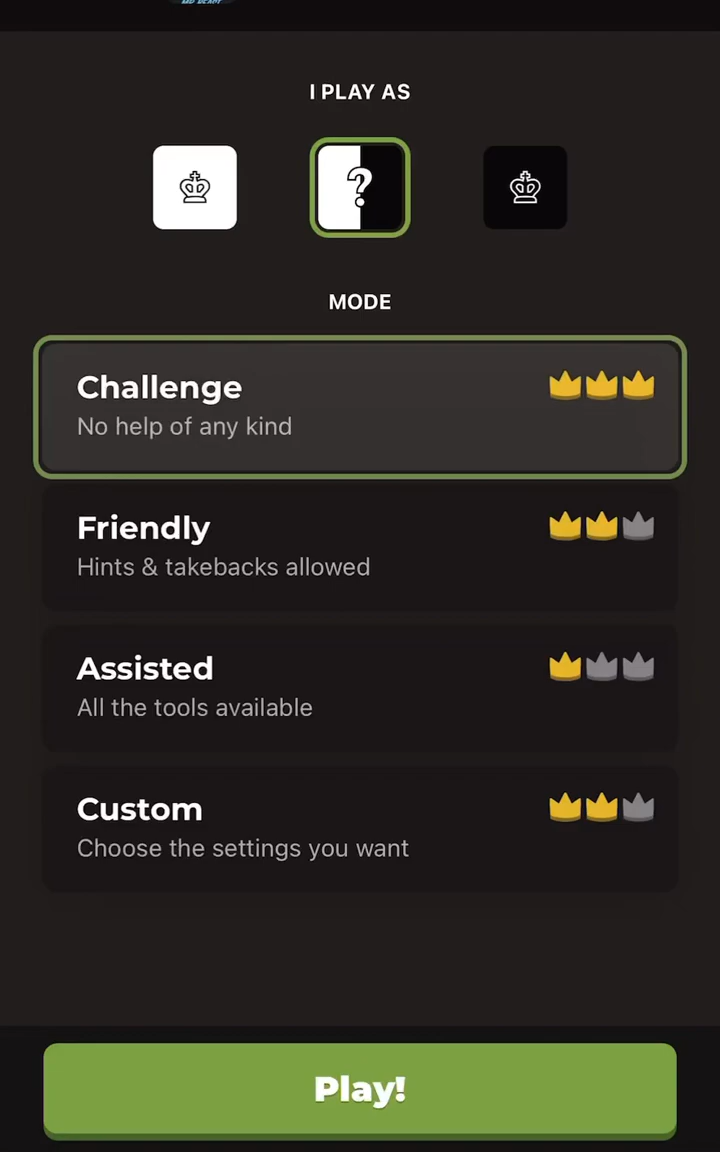 I PLAY AS
?
MODE
Challenge
No help of any kind
Friendly
Hints & takebacks allowed
Assisted
All the tools available
Custom
Choose the settings you want
Play!